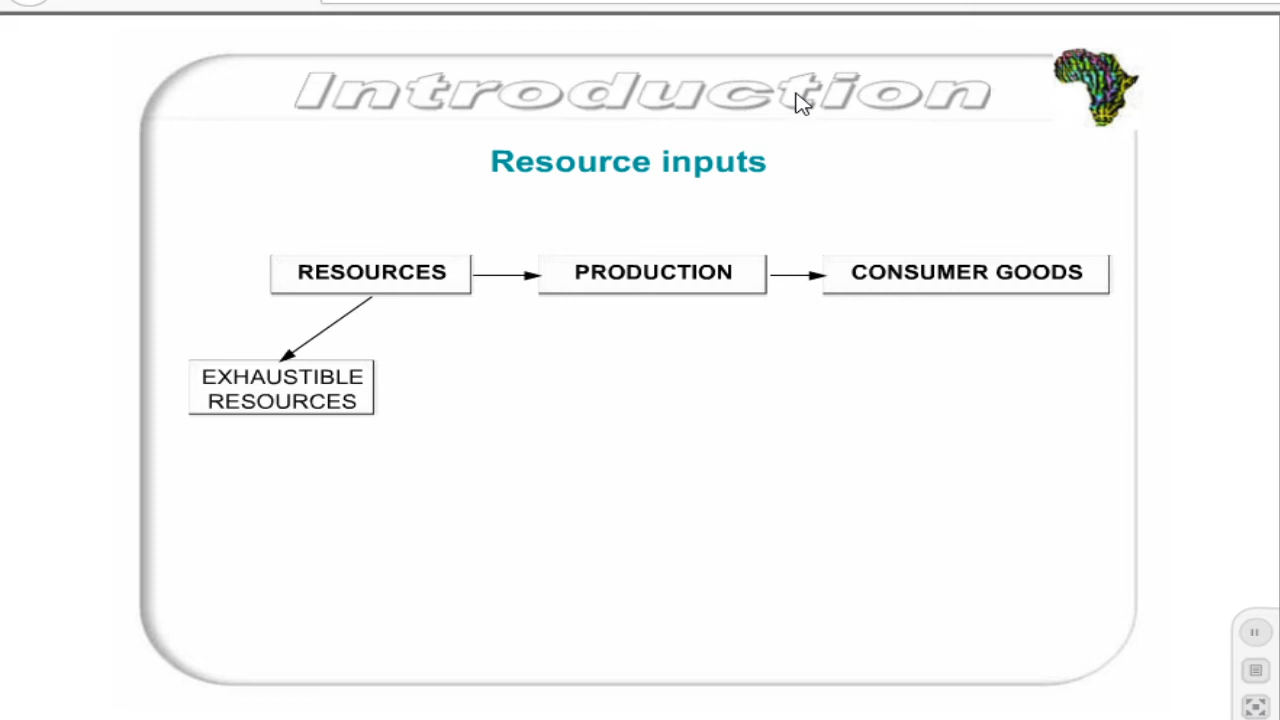 Introduction
Resource inputs
RESOURCES
PRODUCTION
CONSUMER GOODS
EXHAUSTIBLE
RESOURCES